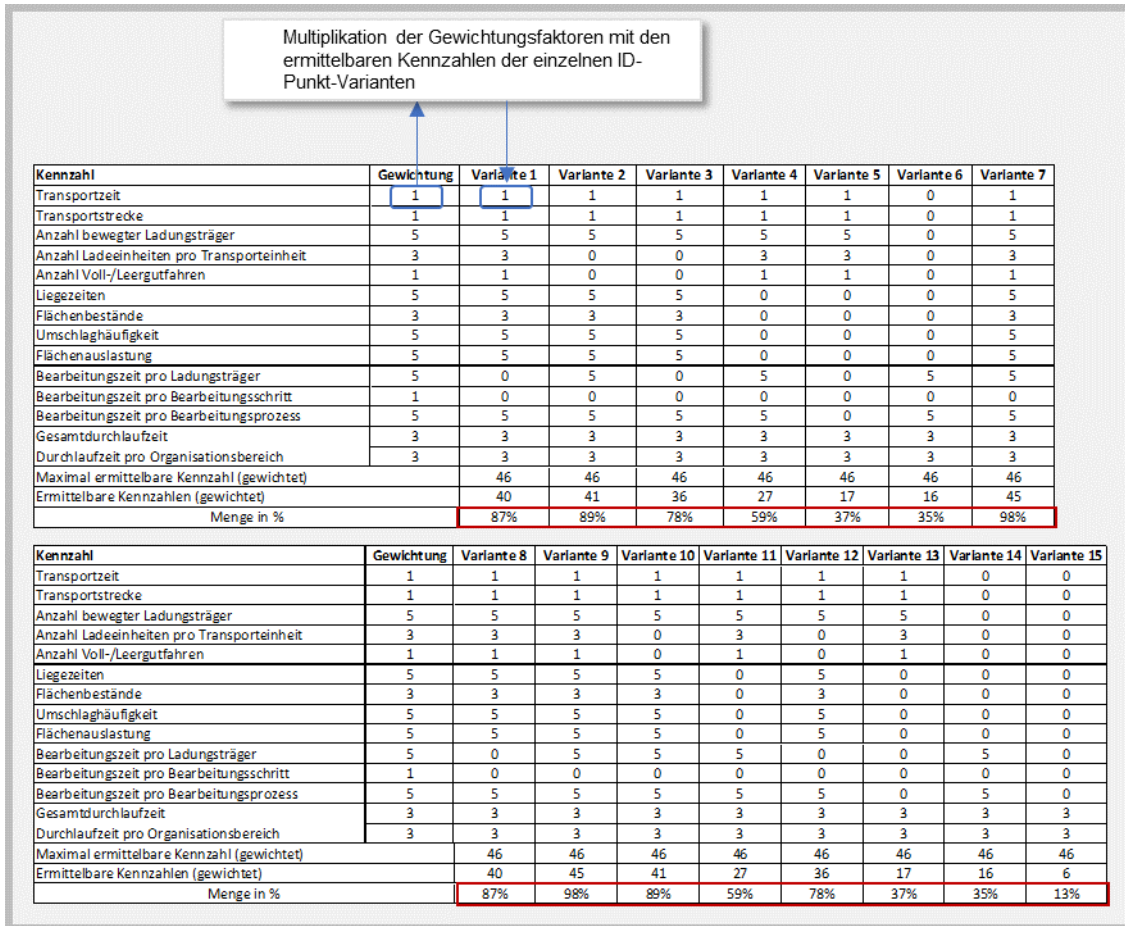 Multiplikation der Gewichtungsfaktoren mit den
ermittelbaren Kennzahlen der einzelnen ID-
Punkt-Varianten
Kennzahl Gewichtung Variante 1 Variante 2 Variante 3 Variante 4 Variante 5 Variante 6 Variante 7
Transportzeit 1 1 1 1 1 1 0 1
Transportstrecke 1 1 1 1 1 1 0 1
Anzahl bewegter Ladungsträger 5 5 5 5 5 5 0 5
Anzahl Ladeeinheiten pro Transporteinheit 3 3 0 0 3 3 0 3
Anzahl Voll-/Leergutfahren 1 1 0 0 1 1 0 1
Liegezeiten 5 5 5 5 0 0 0 5
Flächenbestände 3 3 3 3 0 0 0 3
Umschlaghäufigkeit 5 5 5 5 0 0 0 5
Flächenauslastung 5 5 5 5 0 0 0 5
Bearbeitungszeit pro Ladungsträger 5 0 5 0 5 0 5 5
Bearbeitungszeit pro Bearbeitungsschritt 1 0 0 0 0 0 0 0
Bearbeitungszeit pro Bearbeitungsprozess 5 5 5 5 5 0 5 5
Gesamtdurchlaufzeit 3 3 3 3 3 3 3 3
Durchlaufzeit pro Organisationsbereich 3 3 3 3 3 3 3 3
Maximal ermittelbare Kennzahl (gewichtet) 46 46 46 46 46 46 46
Ermittelbare Kennzahlen (gewichtet) 40 41 36 27 17 16 45
Menge in % 87% 89% 78% 59% 37% 35% 98%
Kennzahl Gewichtung Variante 8 Variante 9 Variante 10 Variante 11 Variante 12 Variante 13 Variante 14 Variante 15
Transportzeit 1 1 1 1 1 1 1 0 0
Transportstrecke 1 1 1 1 1 1 1 0 0
Anzahl bewegter Ladungsträger 5 5 5 5 5 5 5 0 0
Anzahl Ladeeinheiten pro Transporteinheit 3 3 3 0 3 0 3 0 0
Anzahl Voll-/Leergutfahren 1 1 1 0 1 0 1 0 0
Liegezeiten 5 5 5 5 0 5 0 0 0
Flächenbestände 3 3 3 3 0 3 0 0 0
Umschlaghäufigkeit 5 5 5 5 0 5 0 0 0
Flächenauslastung 5 5 5 5 0 5 0 0 0
Bearbeitungszeit pro Ladungsträger 5 0 5 5 5 0 0 5 0
Bearbeitungszeit pro Bearbeitungsschritt 1 0 0 0 0 0 0 0 0
Bearbeitungszeit pro Bearbeitungsprozess 5 5 5 5 5 5 0 5 0
Gesamtdurchlaufzeit 3 3 3 3 3 3 3 3 3
Durchlaufzeit pro Organisationsbereich 3 3 3 3 3 3 3 3 3
Maximal ermittelbare Kennzahl (gewichtet) 46 46 46 46 46 46 46 46
Ermittelbare Kennzahlen (gewichtet) 40 45 41 27 36 17 16 6
Menge in % 87% 98% 89% 59% 78% 37% 35% 13%